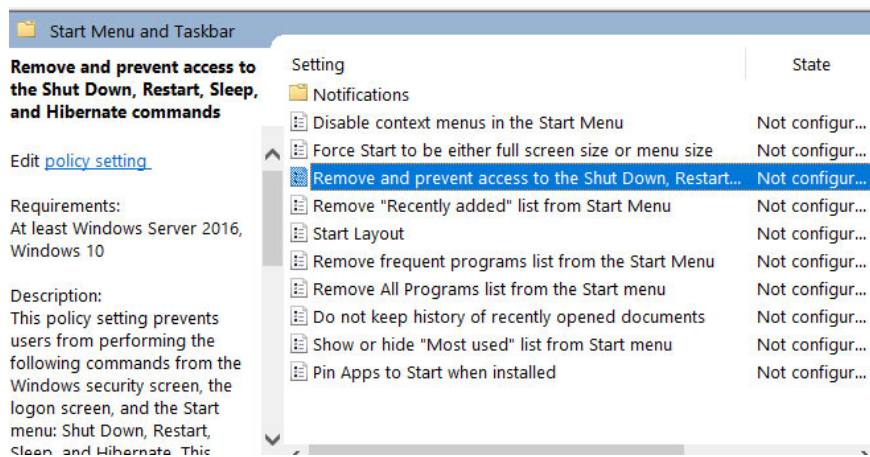 Start Menu and Taskbar
Remove and prevent access to
the Shut Down, Restart, Sleep,
and Hibernate commands
Edit policy setting
Requirements:
At least Windows Server 2016,
Windows 10
Description:
This policy setting prevents
users from performing the
following commands from the
Windows security screen, the
logon screen, and the Start
menu: Shut Down, Restart,
Sleep, and Hibernate. This
Setting State
Notifications
Disable context menus in the Start Menu Not configur...
Force Start to be either full screen size or menu size Not configur...
Remove and prevent access to the Shut Down, Restart... Not configur...
Remove "Recently added" list from Start Menu Not configur...
Start Layout Not configur...
Remove frequent programs list from the Start Menu Not configur...
Remove All Programs list from the Start menu Not configur...
Do not keep history of recently opened documents Not configur...
Show or hide "Most used" list from Start menu Not configur...
Pin Apps to Start when installed Not configur...